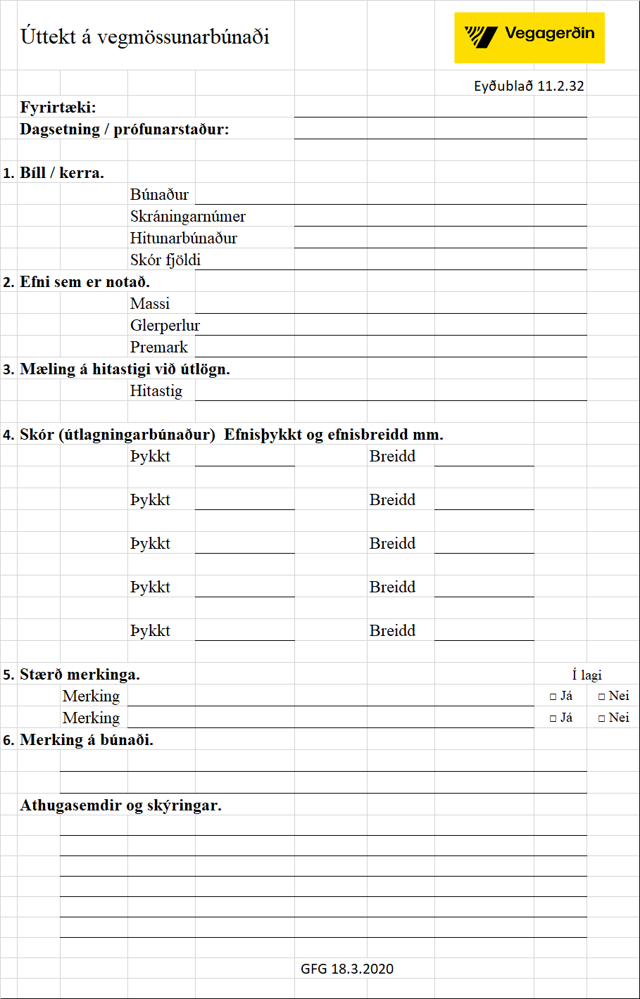 Úttekt á vegmössunarbúnaði
Vegagerðin
Eyðublað 11.2.32
Fyrirtæki:
Dagsetning / prófunarstaður:
1. Bíll / kerra.
Búnaður
Skráningarnúmer
Hitunarbúnaður
Skór fjöldi
2. Efni sem er notað.
Massi
Glerperlur
Premark
3. Mæling á hitastigi við útlögn.
Hitastig
4. Skór (útlagningarbúnaður)  Efnisþykkt og efnisbreidd mm.
Þykkt Breidd
Þykkt Breidd
Þykkt Breidd
Þykkt Breidd
Þykkt Breidd
5. Stærð merkinga. Í lagi
Merking □ Já □ Nei
Merking □ Já □ Nei
6. Merking á búnaði.
Athugasemdir og skýringar.
GFG 18.3.2020